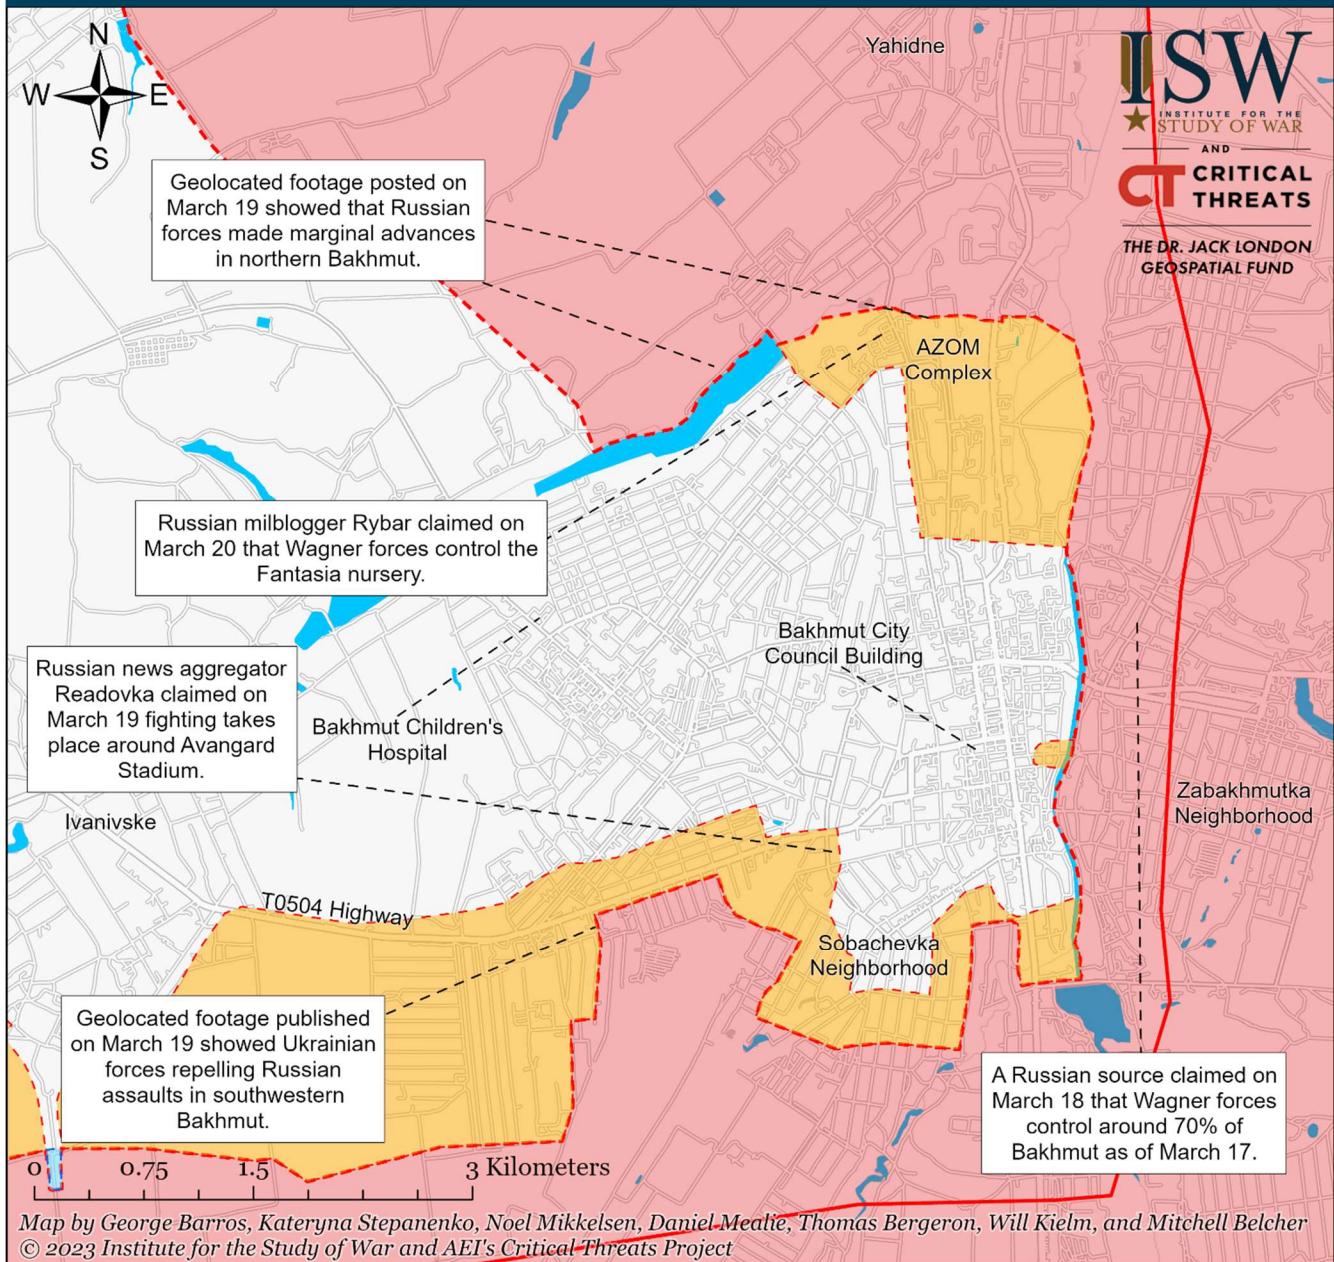 N
W
E
S
Yahidne
ISW
INSTITUTE FOR THE
STUDY OF WAR
AND
CT CRITICAL
THREATS
THE DR. JACK LONDON
GEOSPATIAL FUND
Geolocated footage posted on
March 19 showed that Russian
forces made marginal advances
in northern Bakhmut.
AZOM
Complex
Russian milblogger Rybar claimed on
March 20 that Wagner forces control the
Fantasia nursery.
Bakhmut City
Council Building
Russian news aggregator
Readovka claimed on
March 19 fighting takes
place around Avangard
Stadium.
Bakhmut Children's
Hospital
Zabakhmutka
Neighborhood
Ivanivske
T0504 Highway
Sobachevka
Neighborhood
Geolocated footage published
on March 19 showed Ukrainian
forces repelling Russian
assaults in southwestern
Bakhmut.
A Russian source claimed on
March 18 that Wagner forces
control around 70% of
Bakhmut as of March 17.
0 0.75 1.5 3 Kilometers
Map by George Barros, Kateryna Stepanenko, Noel Mikkelsen, Daniel Mealie, Thomas Bergeron, Will Kielm, and Mitchell Belcher
© 2023 Institute for the Study of War and AEI's Critical Threats Project